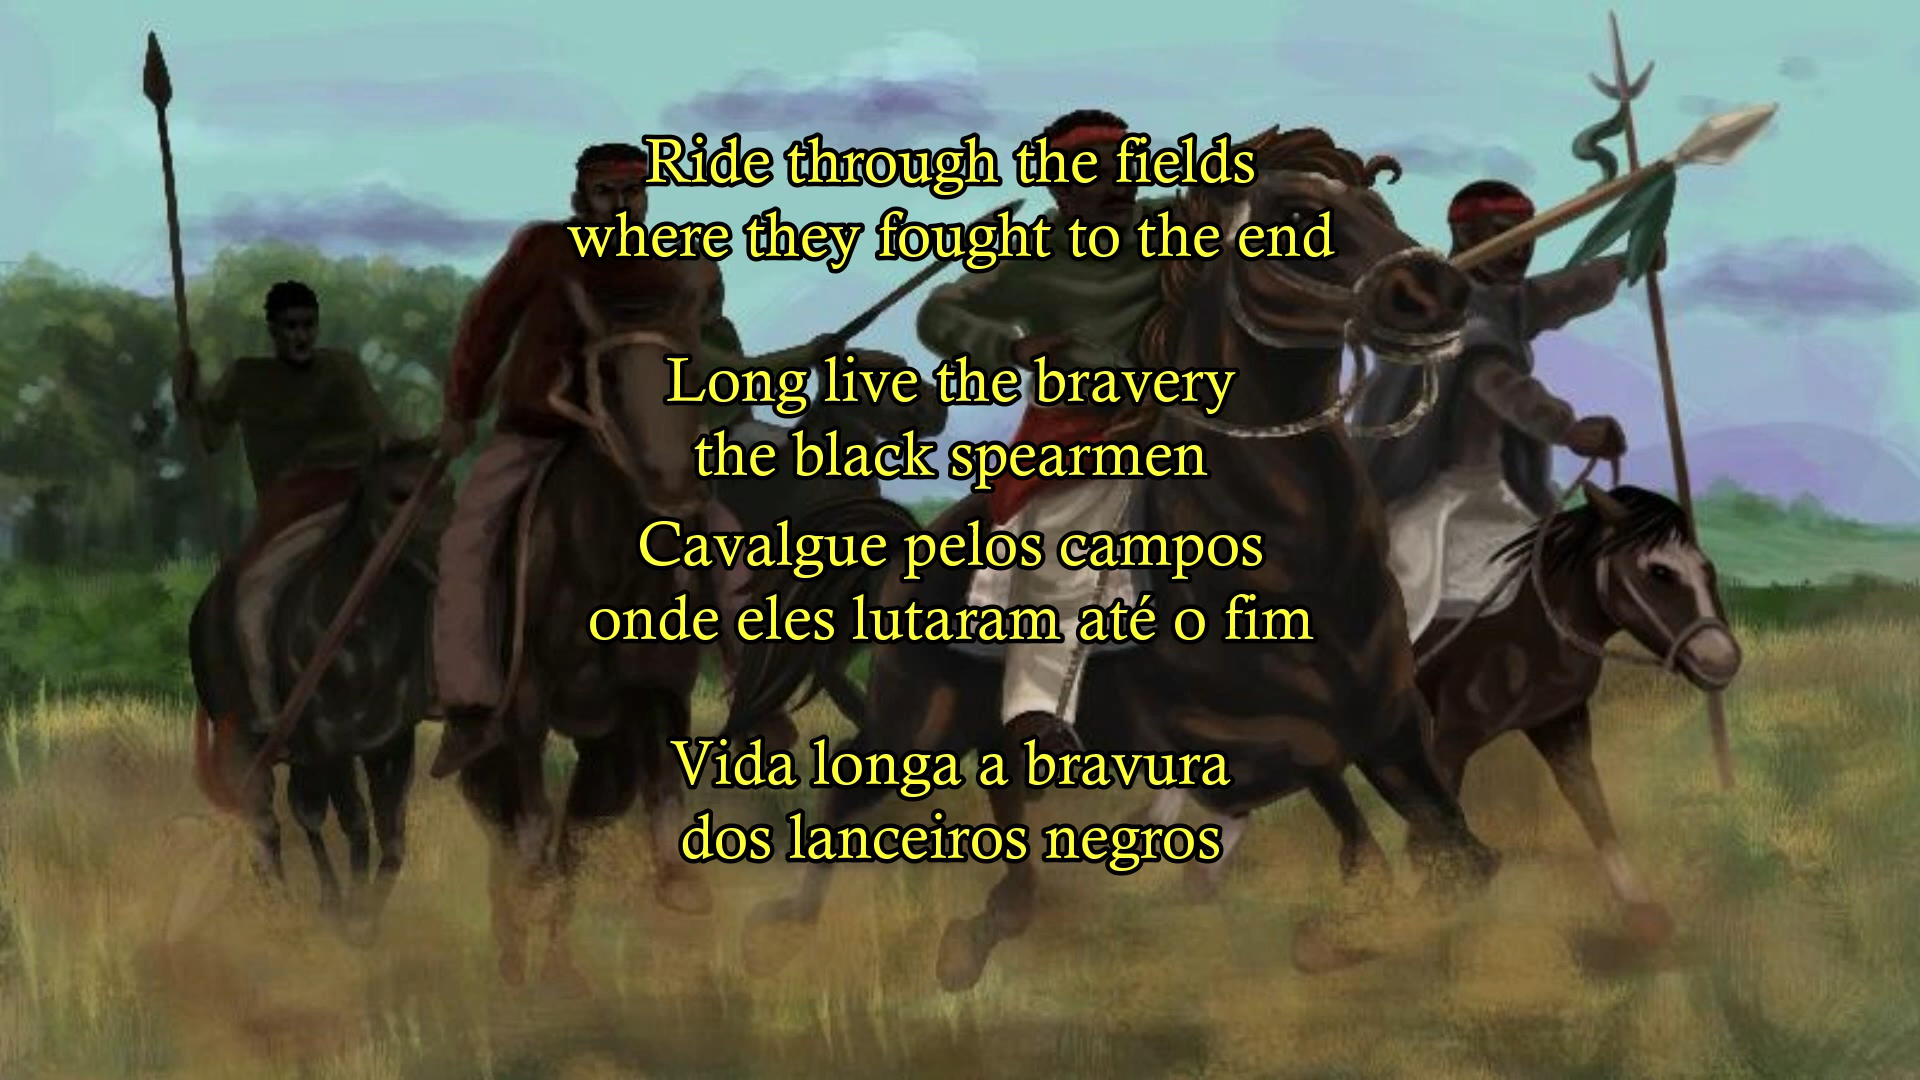 Ride through the fields
where they fought to the end
Long live the bravery
the black spearmen
Cavalgue pelos campos
onde eles lutaram até o fim
Vida longa a bravura
dos lanceiros negros